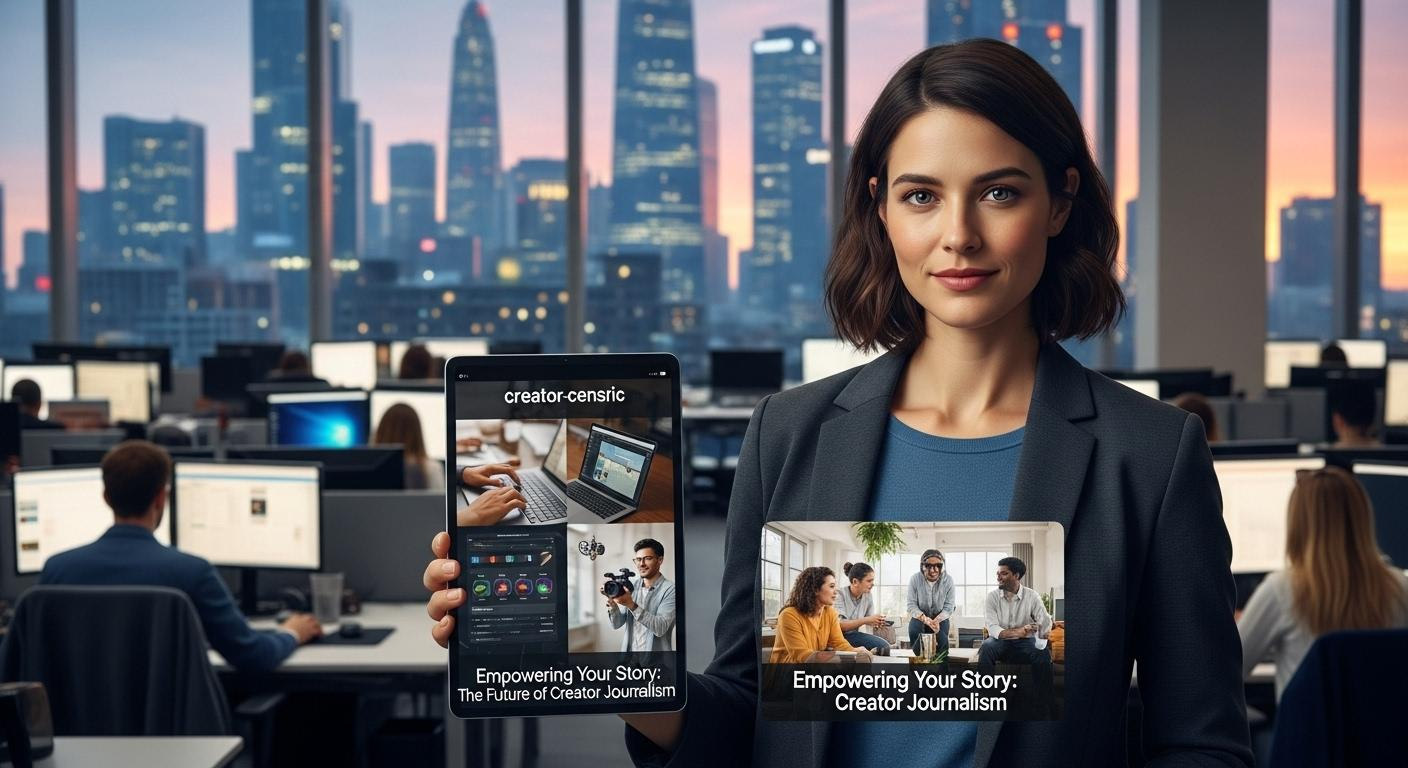 creator-censric
Empowering Your Story:
The Future of Creator Journalism
Empowering Your Story:
Creator Journalism